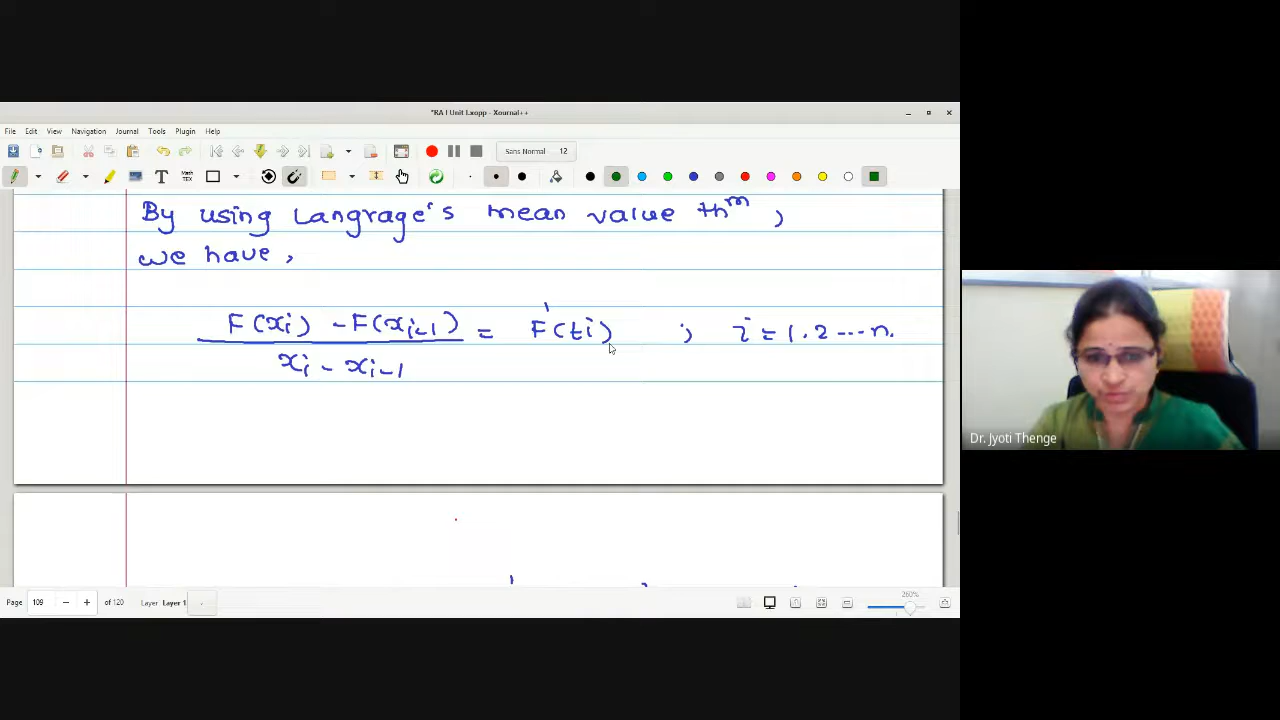 *RA I Unit I.xopp - Xournal++
File Edit View Navigation Journal Tools Plugin Help
Sans Normal 12
By using Langrage's mean value thm,
we have,
F(xi) - F(xi-1) = F'(ti) ; i = 1.2 ---n.
xi - xi-1
Dr. Jyoti Thenge
Page 109 of 120 Layer Layer 1
260%